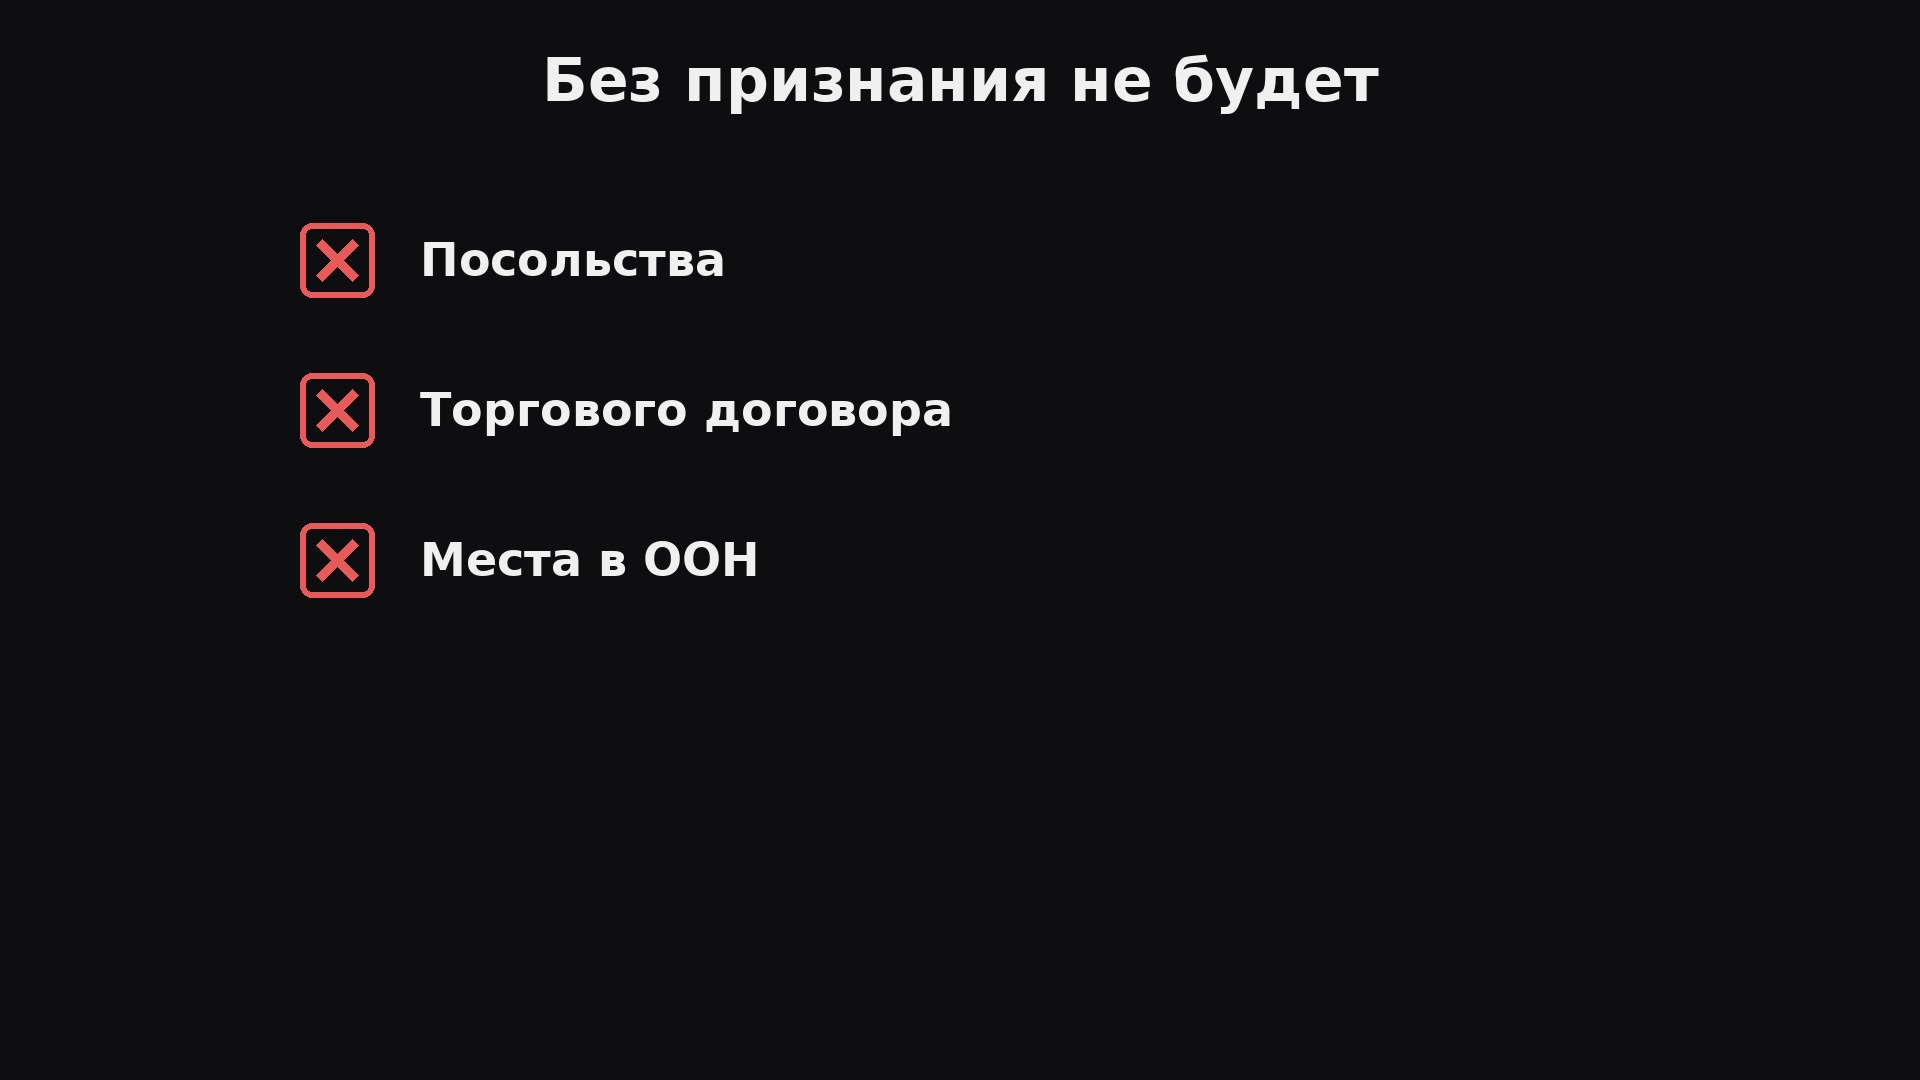 Без признания не будет
Посольства
Торгового договора
Места в ООН